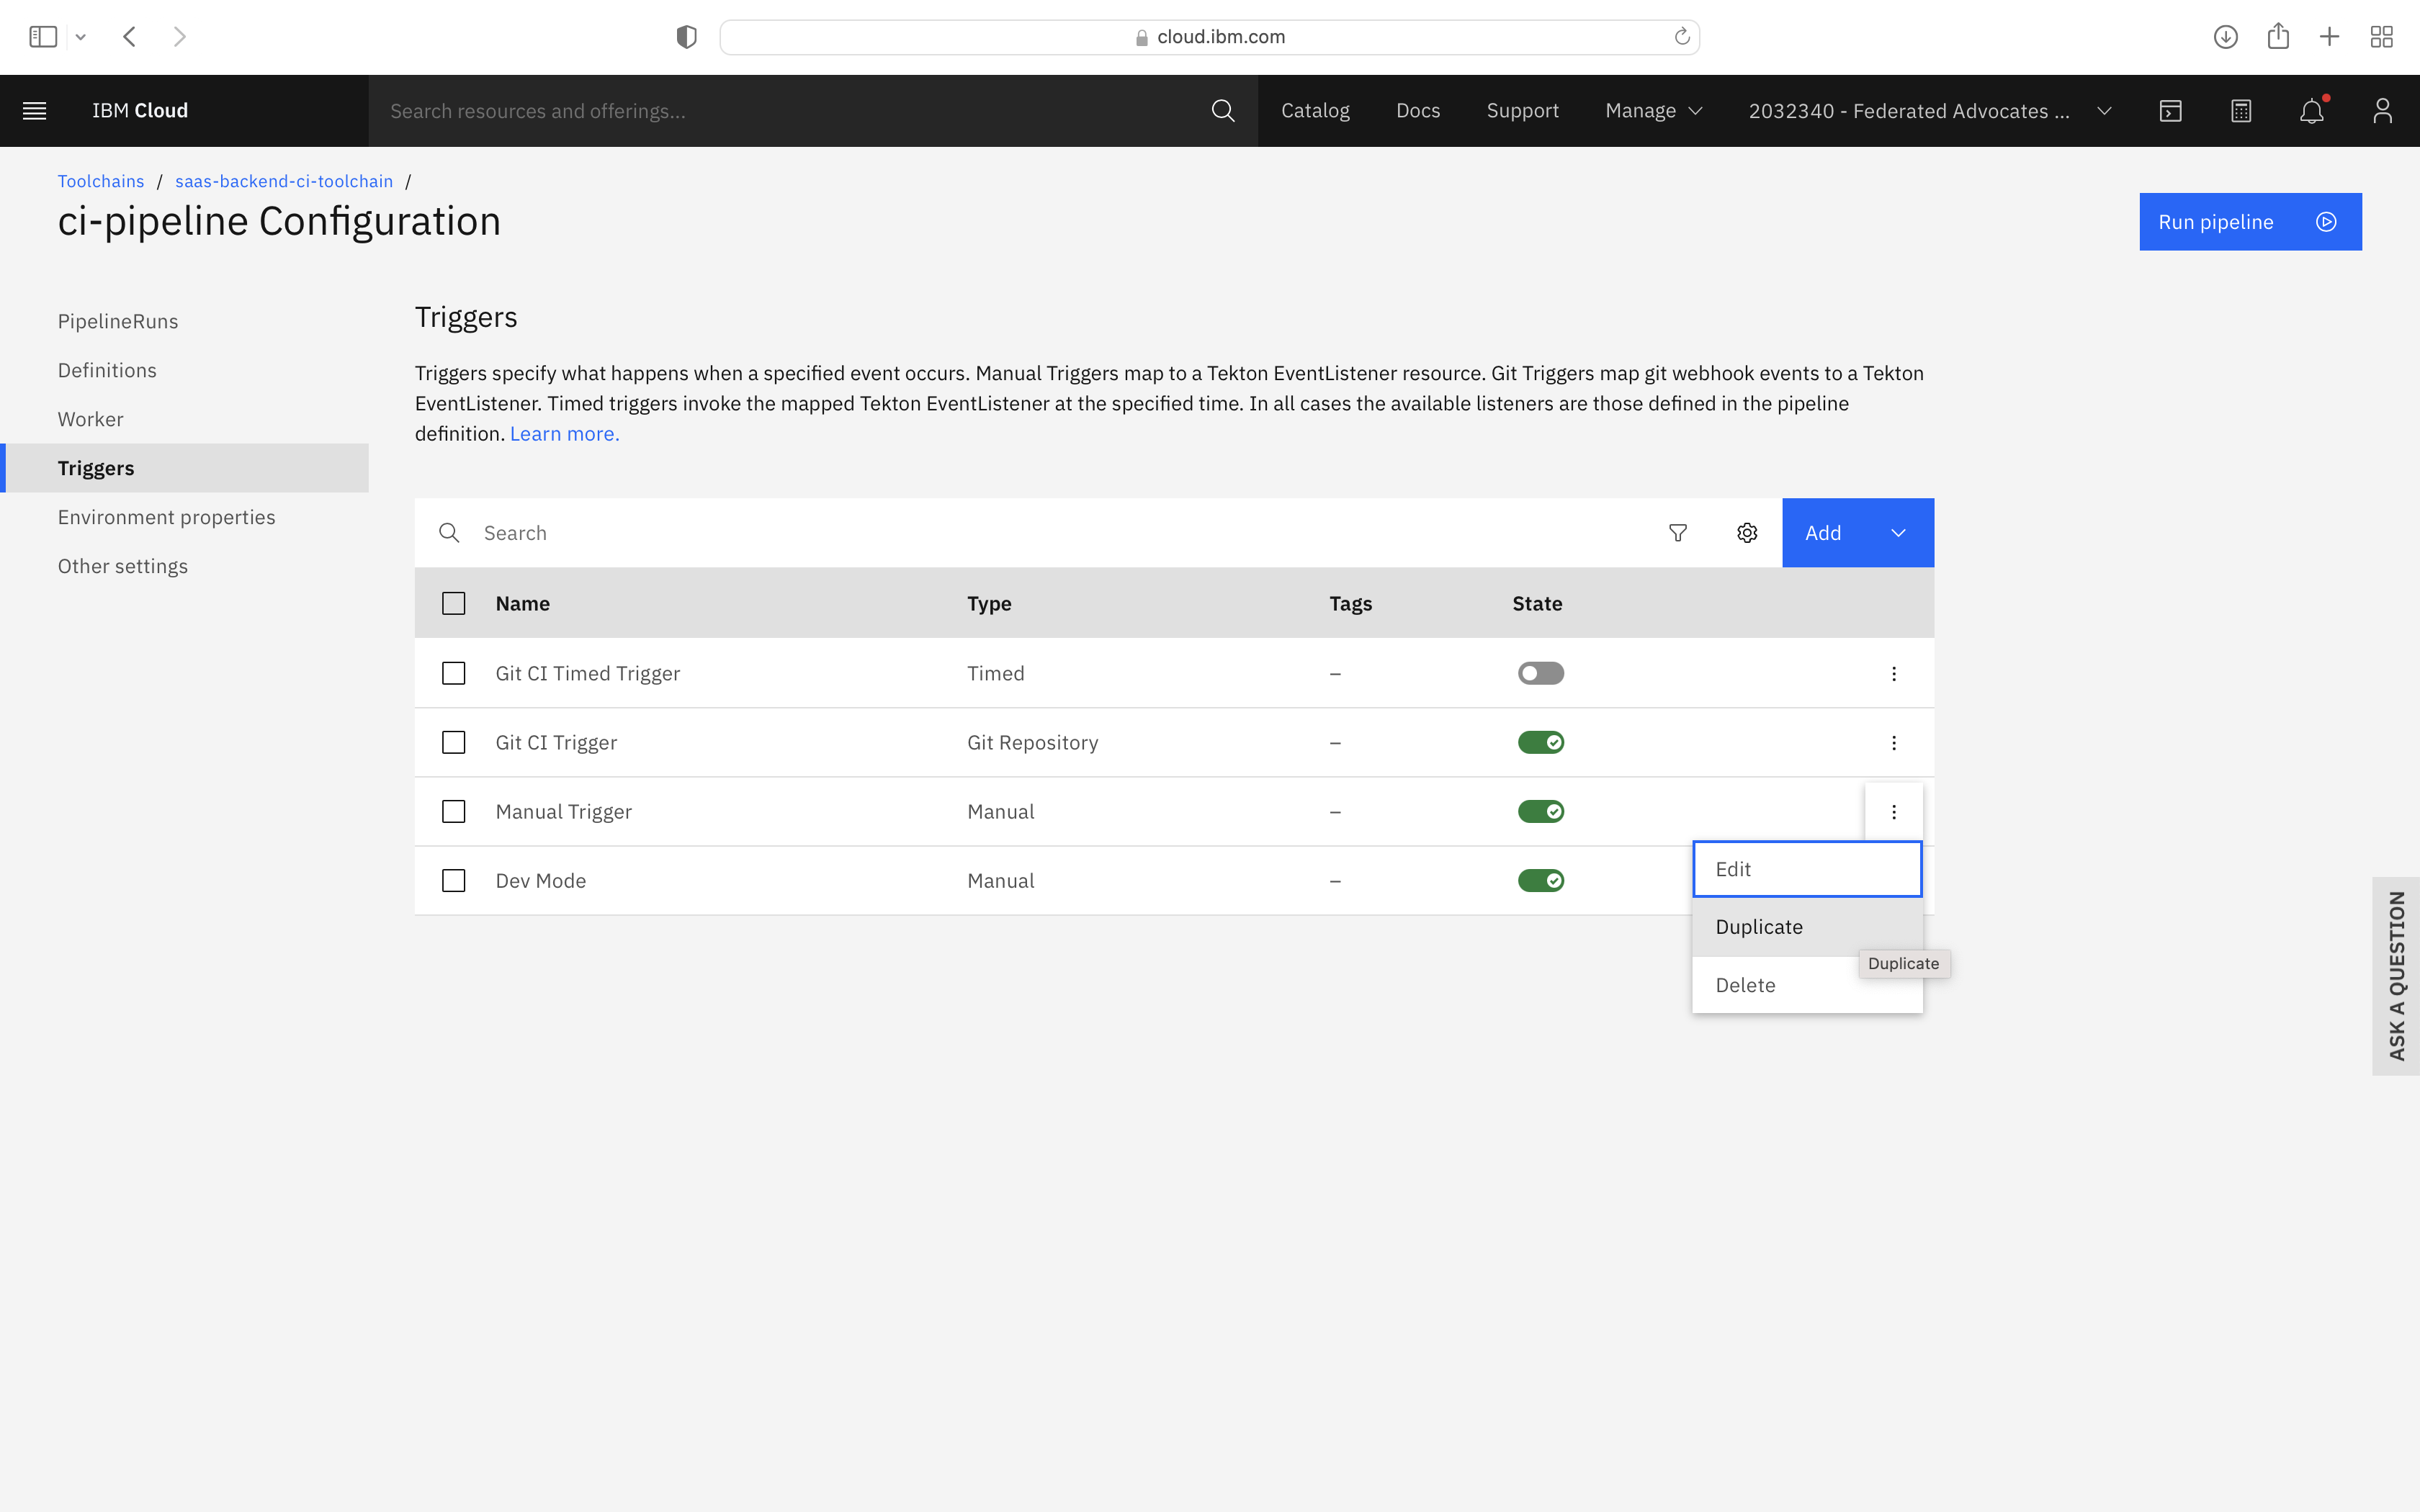 cloud.ibm.com
IBM Cloud
Search resources and offerings...
Catalog
Docs
Support
Manage
2032340 - Federated Advocates ...
Toolchains / saas-backend-ci-toolchain /
ci-pipeline Configuration
Run pipeline
PipelineRuns
Definitions
Worker
Triggers
Environment properties
Other settings
Triggers
Triggers specify what happens when a specified event occurs. Manual Triggers map to a Tekton EventListener resource. Git Triggers map git webhook events to a Tekton
EventListener. Timed triggers invoke the mapped Tekton EventListener at the specified time. In all cases the available listeners are those defined in the pipeline
definition. Learn more.
Search
Add
Name Type Tags State
Git CI Timed Trigger Timed –
Git CI Trigger Git Repository –
Manual Trigger Manual –
Dev Mode Manual –
Edit
Duplicate
Duplicate
Delete
ASK A QUESTION